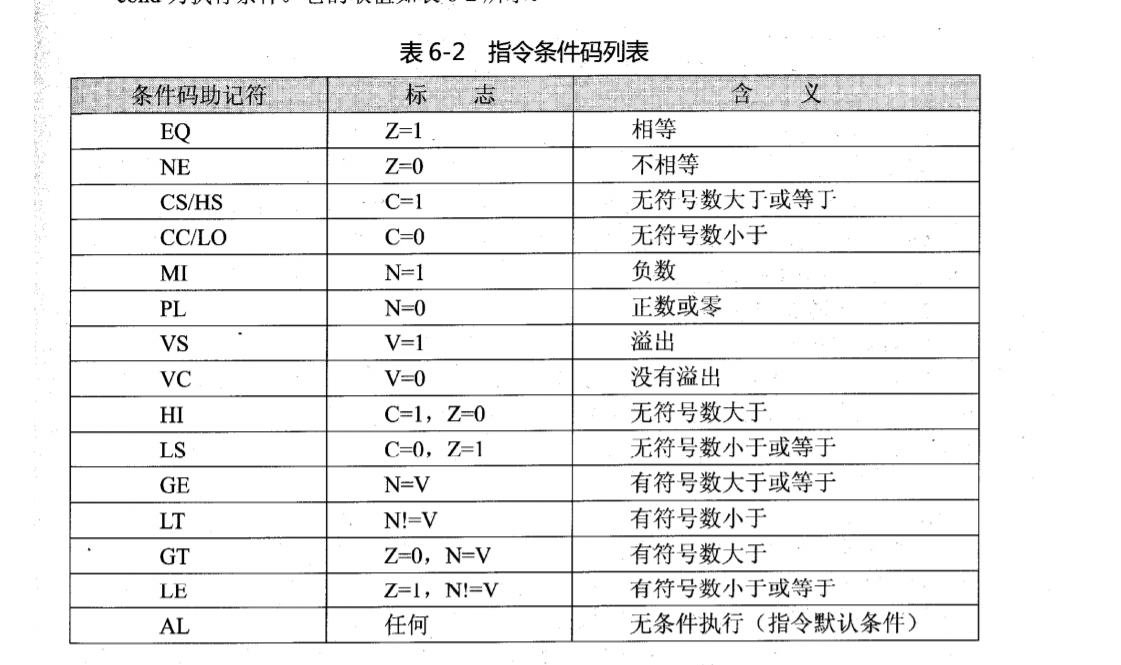 表 6-2 指令条件码列表
条件码助记符 标 志 含 义
EQ Z=1 相等
NE Z=0 不相等
CS/HS C=1 无符号数大于或等于
CC/LO C=0 无符号数小于
MI N=1 负数
PL N=0 正数或零
VS V=1 溢出
VC V=0 没有溢出
HI C=1，Z=0 无符号数大于
LS C=0，Z=1 无符号数小于或等于
GE N=V 有符号数大于或等于
LT N!=V 有符号数小于
GT Z=0，N=V 有符号数大于
LE Z=1，N!=V 有符号数小于或等于
AL 任何 无条件执行（指令默认条件）